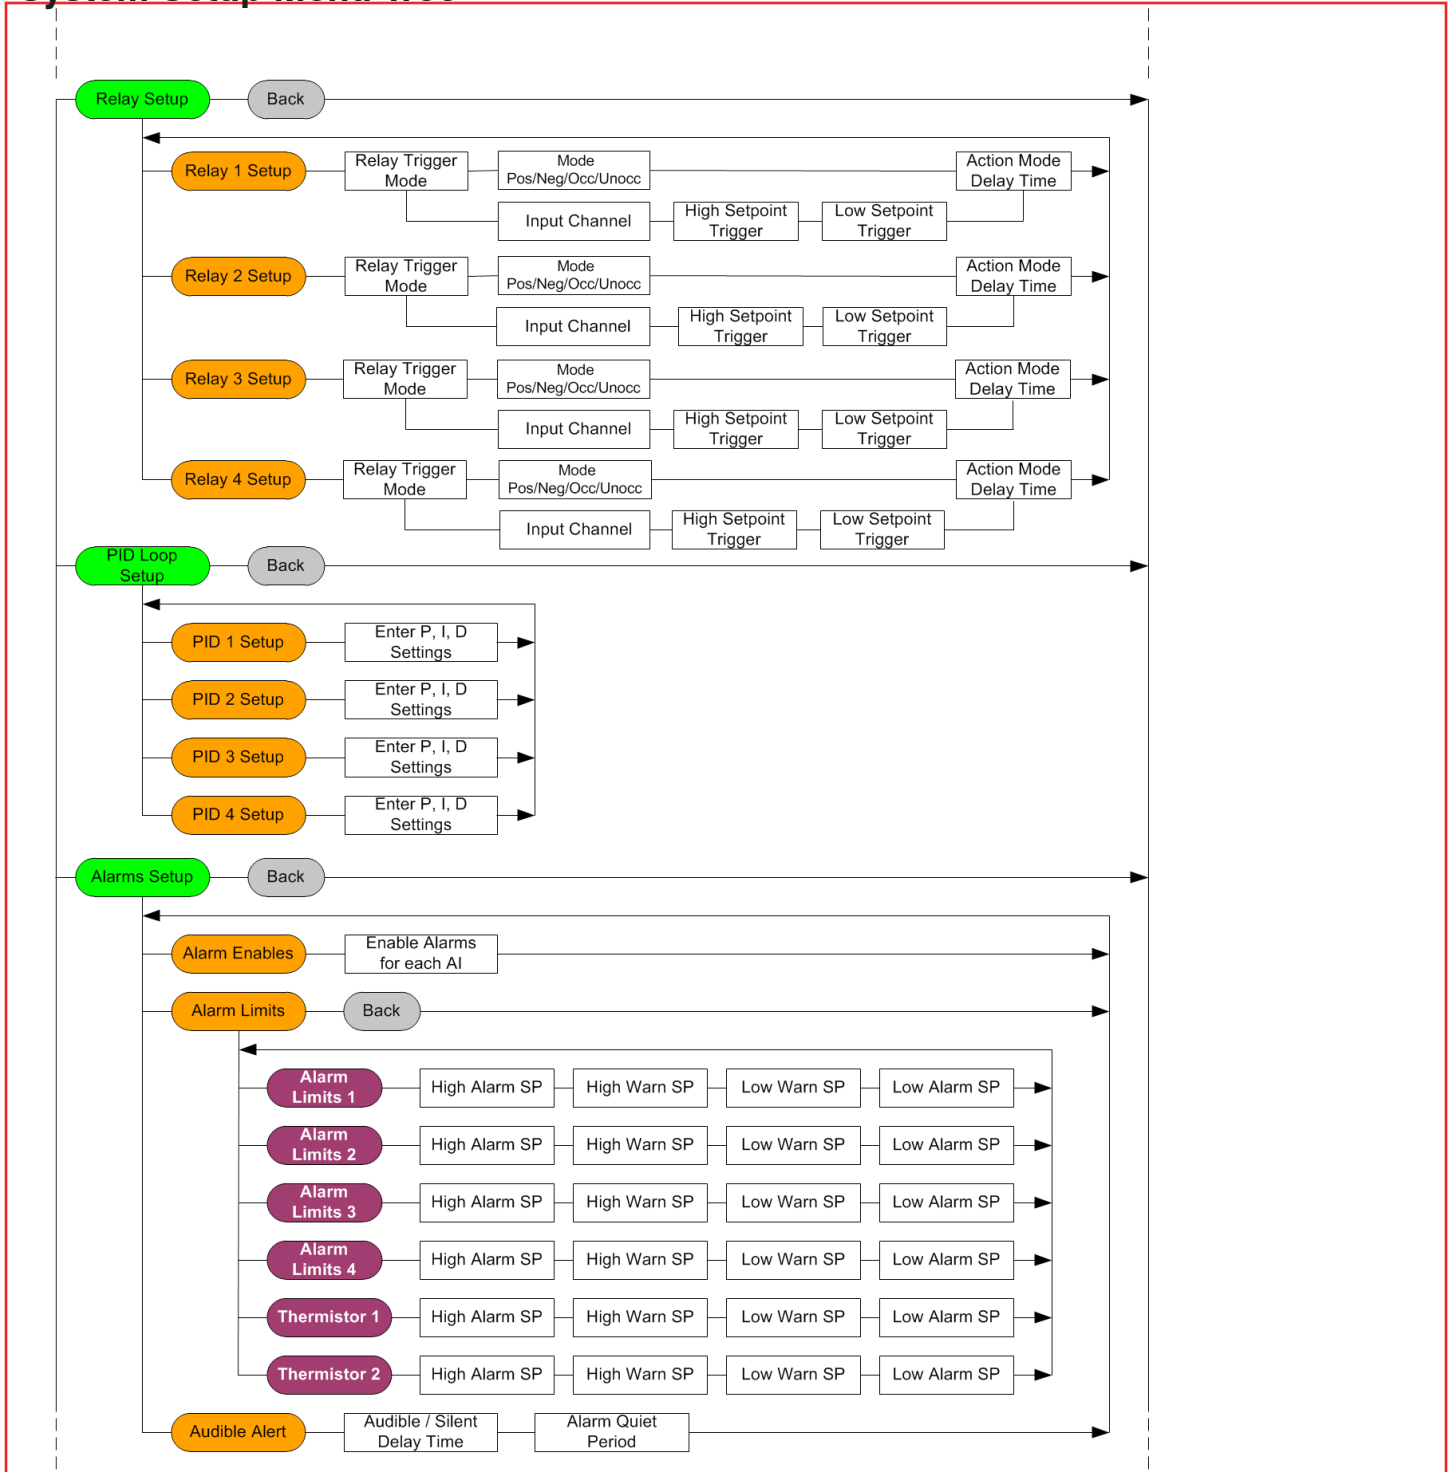 System Setup Menu Tree
Relay Setup
Back
Relay 1 Setup
Relay Trigger
Mode
Mode
Pos/Neg/Occ/Unocc
Action Mode
Delay Time
Input Channel
High Setpoint
Trigger
Low Setpoint
Trigger
Relay 2 Setup
Relay Trigger
Mode
Mode
Pos/Neg/Occ/Unocc
Action Mode
Delay Time
Input Channel
High Setpoint
Trigger
Low Setpoint
Trigger
Relay 3 Setup
Relay Trigger
Mode
Mode
Pos/Neg/Occ/Unocc
Action Mode
Delay Time
Input Channel
High Setpoint
Trigger
Low Setpoint
Trigger
Relay 4 Setup
Relay Trigger
Mode
Mode
Pos/Neg/Occ/Unocc
Action Mode
Delay Time
Input Channel
High Setpoint
Trigger
Low Setpoint
Trigger
PID Loop
Setup
Back
PID 1 Setup
Enter P, I, D
Settings
PID 2 Setup
Enter P, I, D
Settings
PID 3 Setup
Enter P, I, D
Settings
PID 4 Setup
Enter P, I, D
Settings
Alarms Setup
Back
Alarm Enables
Enable Alarms
for each AI
Alarm Limits
Back
Alarm
Limits 1
High Alarm SP
High Warn SP
Low Warn SP
Low Alarm SP
Alarm
Limits 2
High Alarm SP
High Warn SP
Low Warn SP
Low Alarm SP
Alarm
Limits 3
High Alarm SP
High Warn SP
Low Warn SP
Low Alarm SP
Alarm
Limits 4
High Alarm SP
High Warn SP
Low Warn SP
Low Alarm SP
Thermistor 1
High Alarm SP
High Warn SP
Low Warn SP
Low Alarm SP
Thermistor 2
High Alarm SP
High Warn SP
Low Warn SP
Low Alarm SP
Audible Alert
Audible / Silent
Delay Time
Alarm Quiet
Period